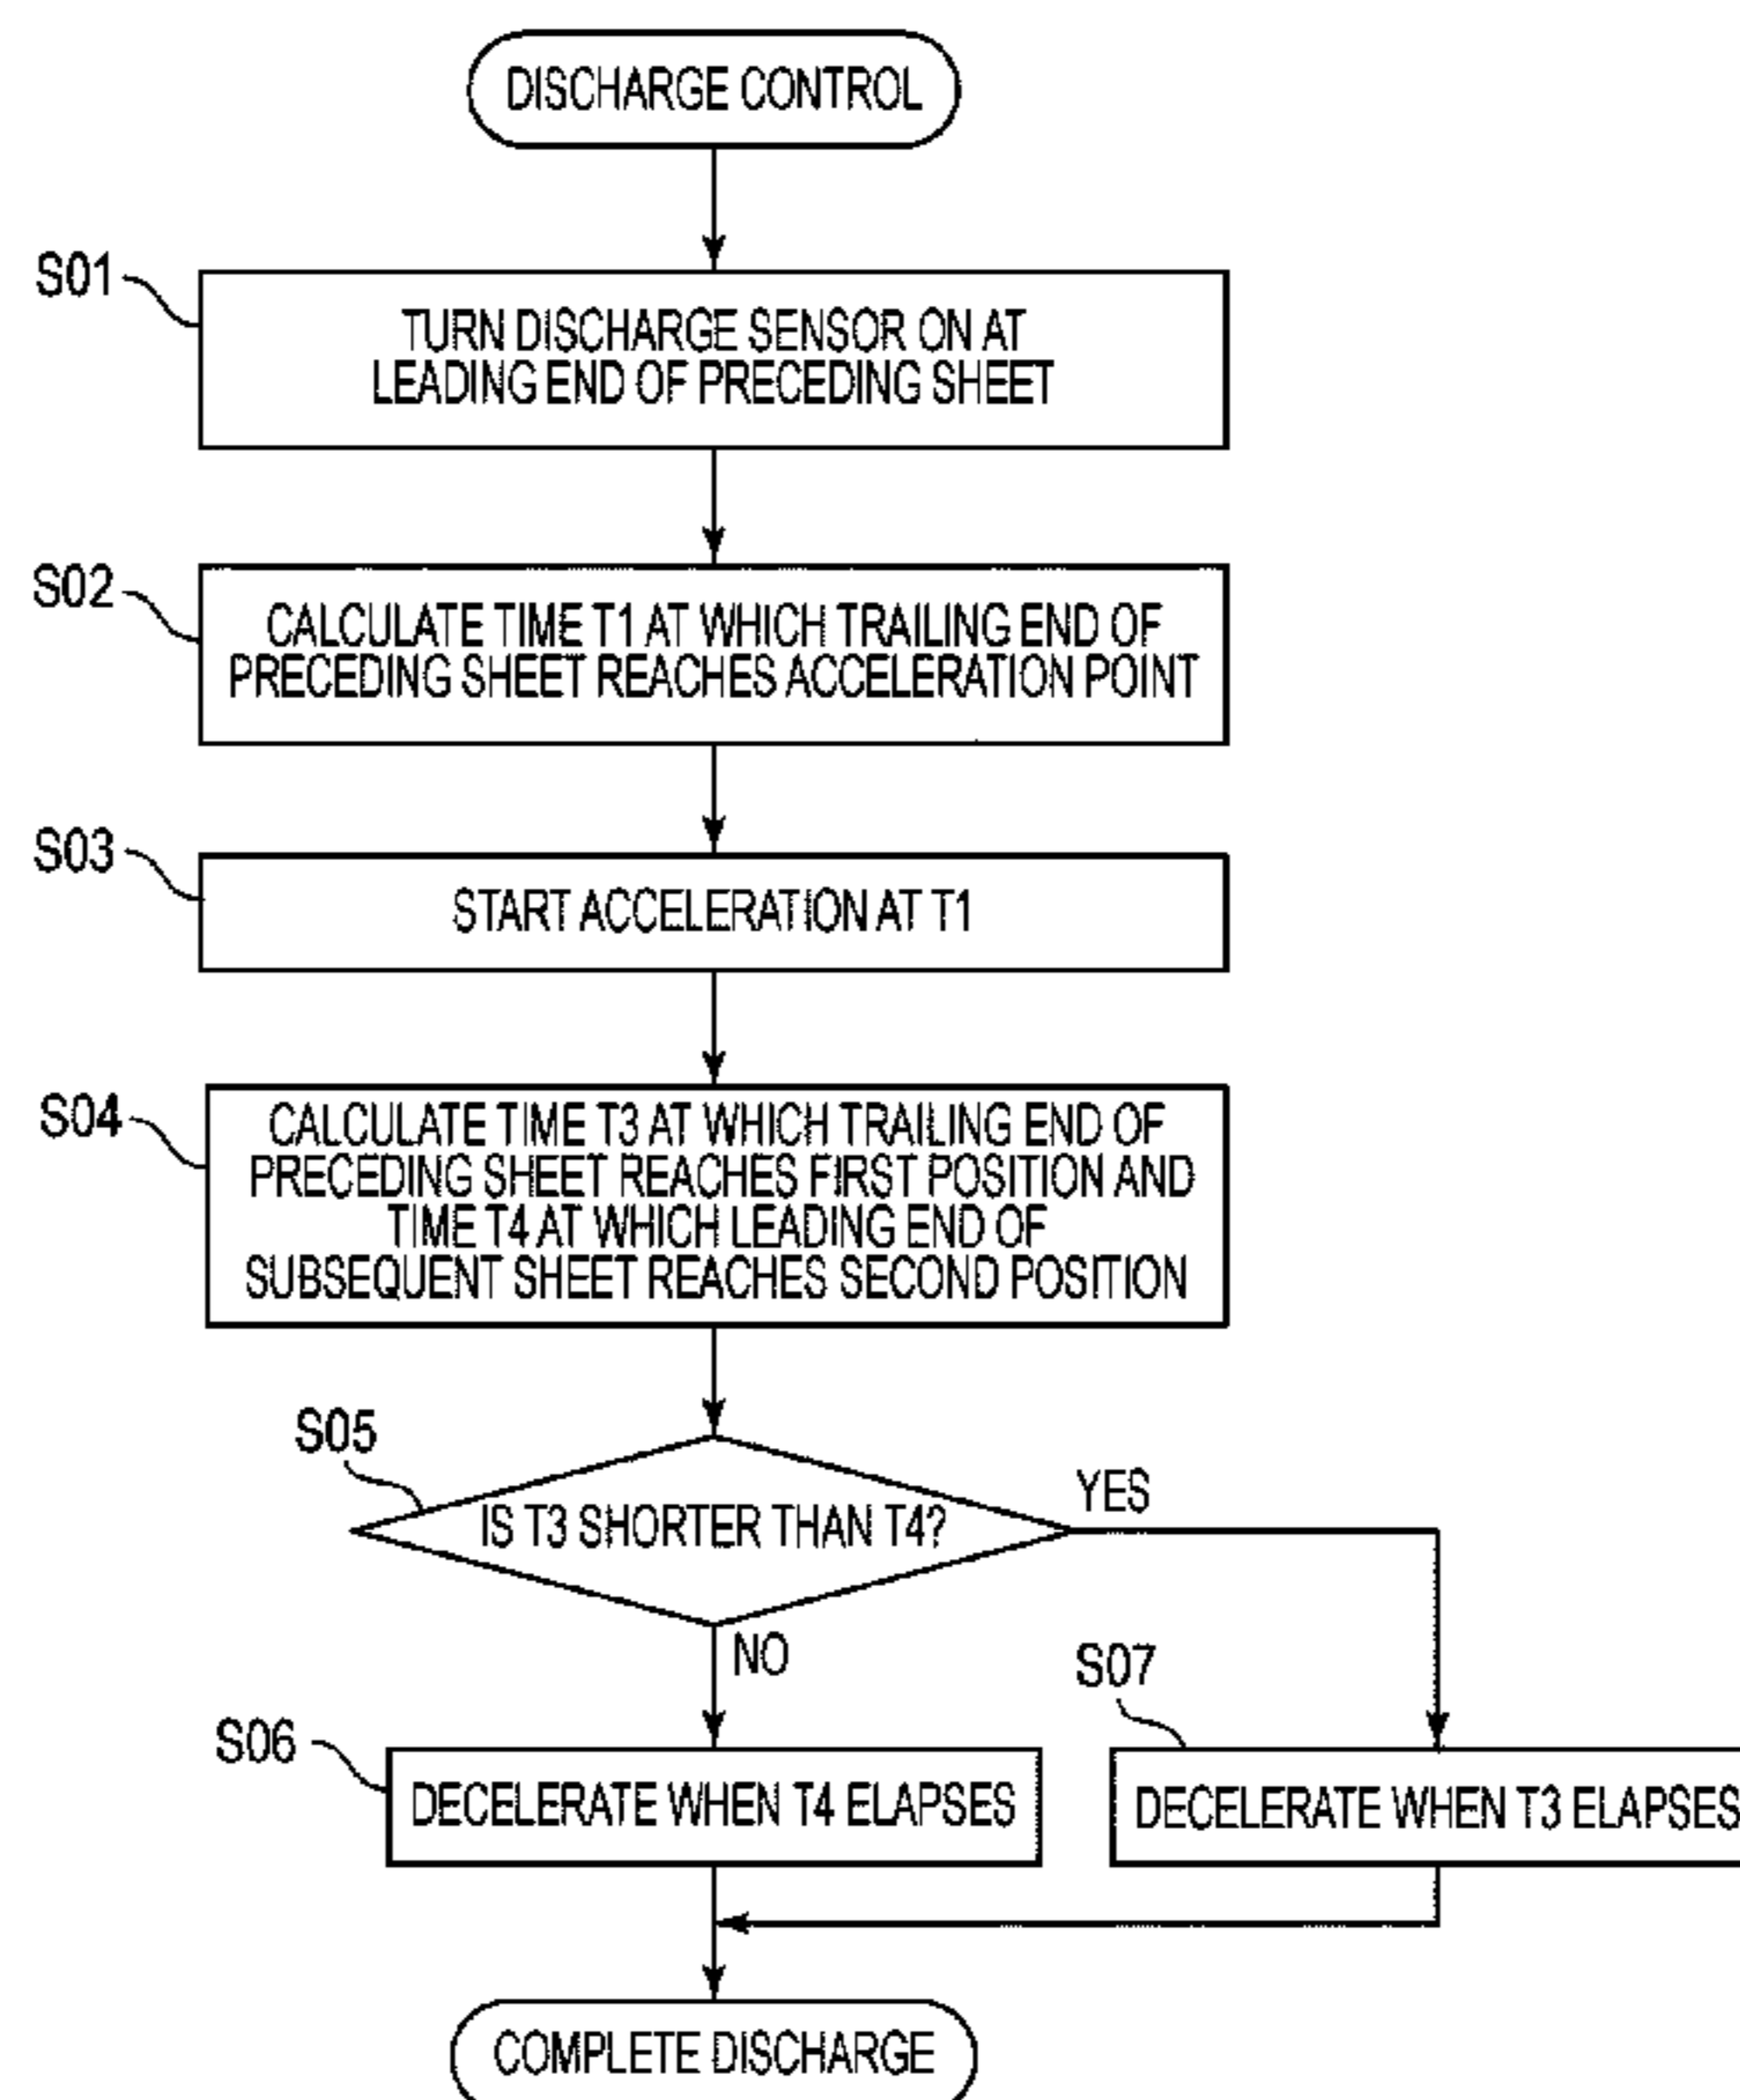 DISCHARGE CONTROL
S01
TURN DISCHARGE SENSOR ON AT
LEADING END OF PRECEDING SHEET
S02
CALCULATE TIME T1 AT WHICH TRAILING END OF
PRECEDING SHEET REACHES ACCELERATION POINT
S03
START ACCELERATION AT T1
S04
CALCULATE TIME T3 AT WHICH TRAILING END OF
PRECEDING SHEET REACHES FIRST POSITION AND
TIME T4 AT WHICH LEADING END OF
SUBSEQUENT SHEET REACHES SECOND POSITION
S05
IS T3 SHORTER THAN T4?
YES
NO
S06
DECELERATE WHEN T4 ELAPSES
S07
DECELERATE WHEN T3 ELAPSES
COMPLETE DISCHARGE